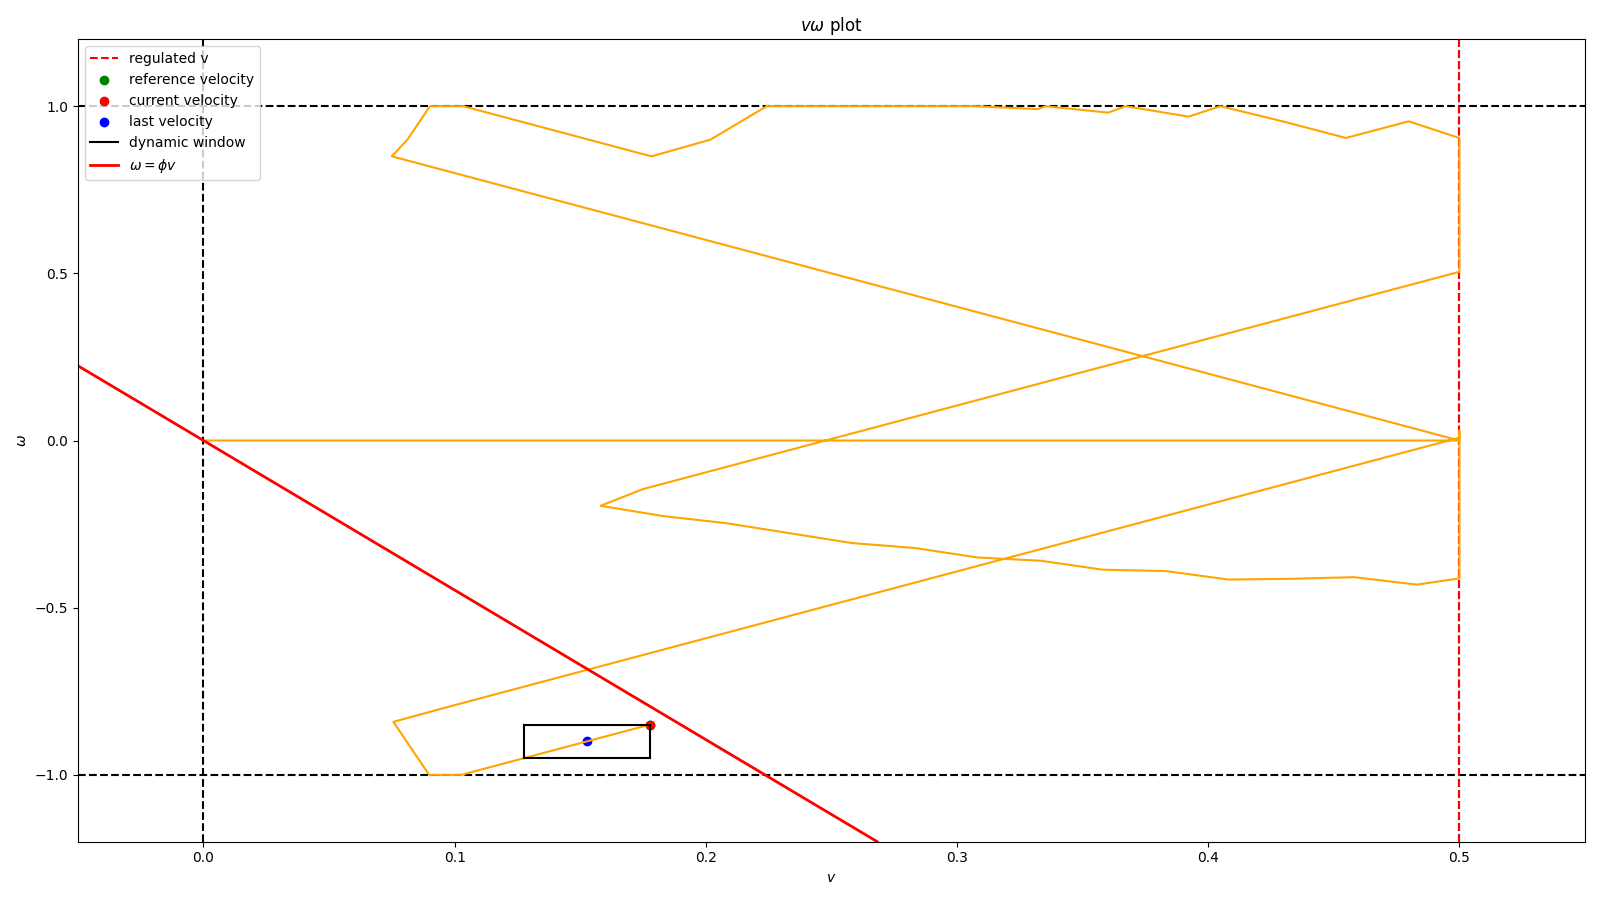 vω plot
regulated v
reference velocity
current velocity
last velocity
dynamic window
ω = ϕv
1.0
0.5
0.0
−0.5
−1.0
ω
0.0 0.1 0.2 0.3 0.4 0.5
v